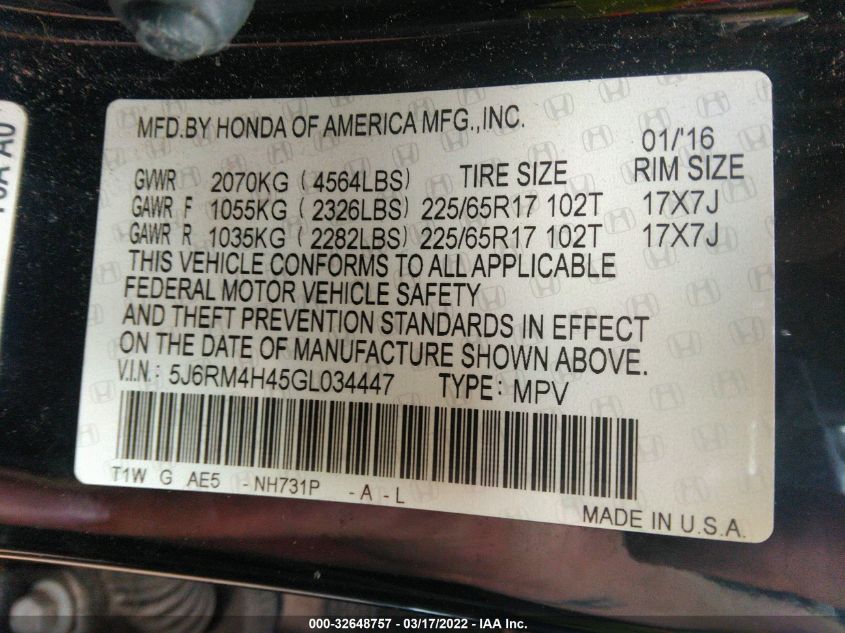 MFD.BY HONDA OF AMERICA MFG.,INC.
01/'16
GVWR 2070KG ( 4564LBS) TIRE SIZE RIM SIZE
GAWR F 1055KG ( 2326LBS) 225/65R17 102T 17X7J
GAWR R 1035KG ( 2282LBS) 225/65R17 102T 17X7J
THIS VEHICLE CONFORMS TO ALL APPLICABLE
FEDERAL MOTOR VEHICLE SAFETY
AND THEFT PREVENTION STANDARDS IN EFFECT
ON THE DATE OF MANUFACTURE SHOWN ABOVE.
V.I.N: 5J6RM4H45GL034447 TYPE: MPV
T1W G AE5 -NH731P -A-L
MADE IN U.S.A.
000-32648757 - 03/17/2022 - IAA Inc.